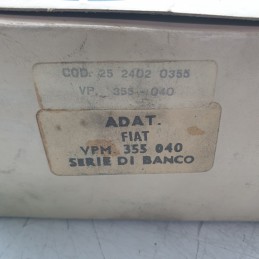 COD. 25 2402 0355
VP. 355-040
ADAT.
FIAT
VPM. 355 040
SERIE DI BANCO